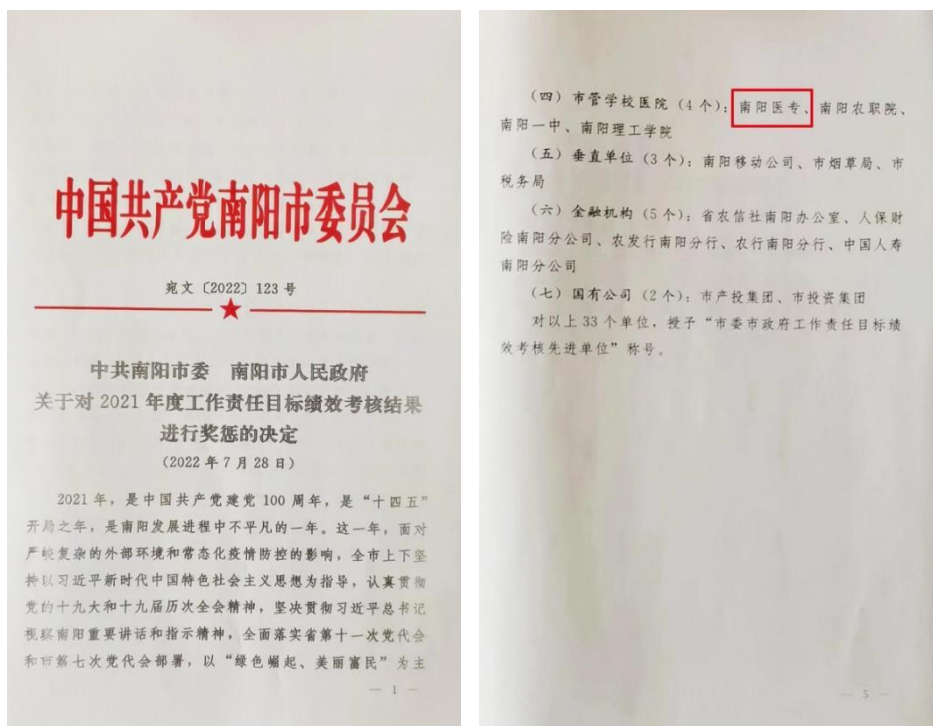 中国共产党南阳市委员会
宛文〔2022〕123号
中共南阳市委 南阳市人民政府
关于对2021年度工作责任目标绩效考核结果
进行奖惩的决定
（2022年7月28日）
2021年，是中国共产党建党100周年，是“十四五”
开局之年，是南阳发展进程中不平凡的一年。这一年，面对
严峻复杂的外部环境和常态化疫情防控的影响，全市上下坚
持以习近平新时代中国特色社会主义思想为指导，认真贯彻
党的十九大和十九届历次全会精神，坚决贯彻习近平总书记
视察南阳重要讲话和指示精神，全面落实省第十一次党代会
和市第七次党代会部署，以“绿色崛起、美丽富民”为主
— 1 —
（四）市管学校医院（4个）：南阳医专、南阳农职院、
南阳一中、南阳理工学院
（五）垂直单位（3个）：南阳移动公司、市烟草局、市
税务局
（六）金融机构（5个）：省农信社南阳办公室、人保财
险南阳分公司、农发行南阳分行、农行南阳分行、中国人寿
南阳分公司
（七）国有公司（2个）：市产投集团、市投资集团
对以上33个单位，授予“市委市政府工作责任目标绩
效考核先进单位”称号。
— 5 —